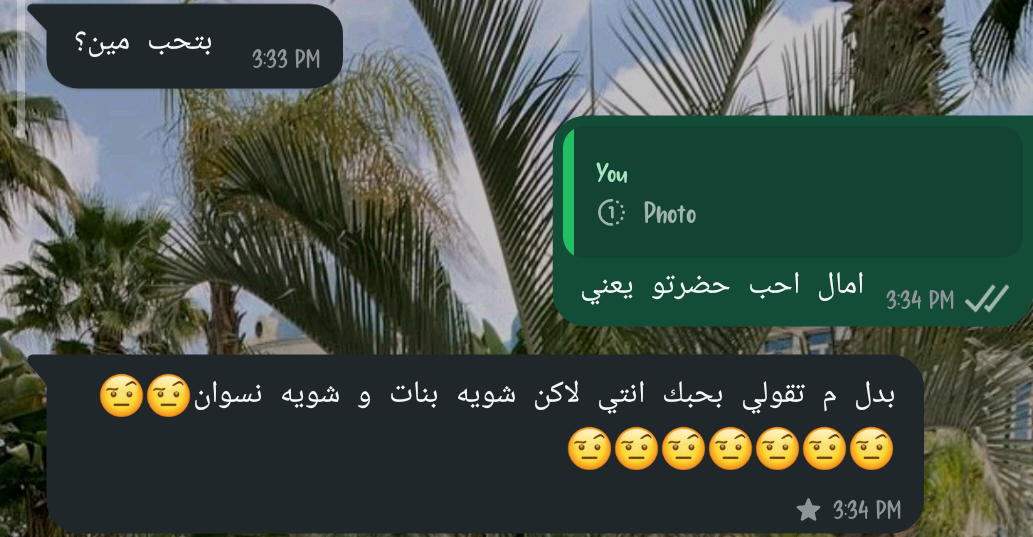 بتحب مين؟
3:33 PM
You
Photo
امال احب حضرتو يعني
3:34 PM
بدل م تقولي بحبك انتي لاكن شويه بنات و شويه نسوان🤨🤨
🤨🤨🤨🤨🤨🤨🤨
3:34 PM